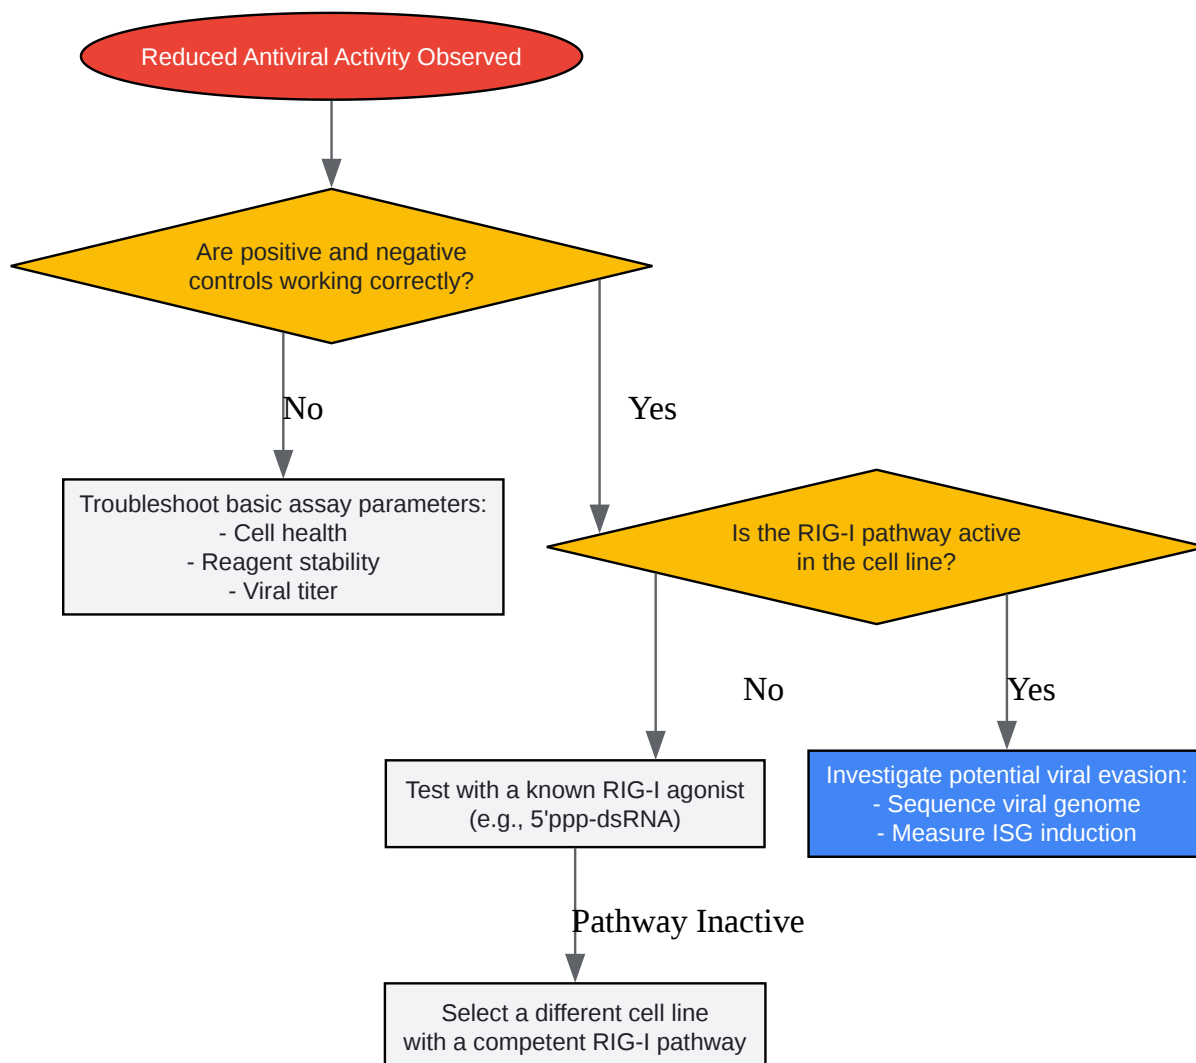 Reduced Antiviral Activity Observed
Are positive and negative
controls working correctly?
No
Yes
Troubleshoot basic assay parameters:
- Cell health
- Reagent stability
- Viral titer
Is the RIG-I pathway active
in the cell line?
No
Yes
Test with a known RIG-I agonist
(e.g., 5'ppp-dsRNA)
Investigate potential viral evasion:
- Sequence viral genome
- Measure ISG induction
Pathway Inactive
Select a different cell line
with a competent RIG-I pathway